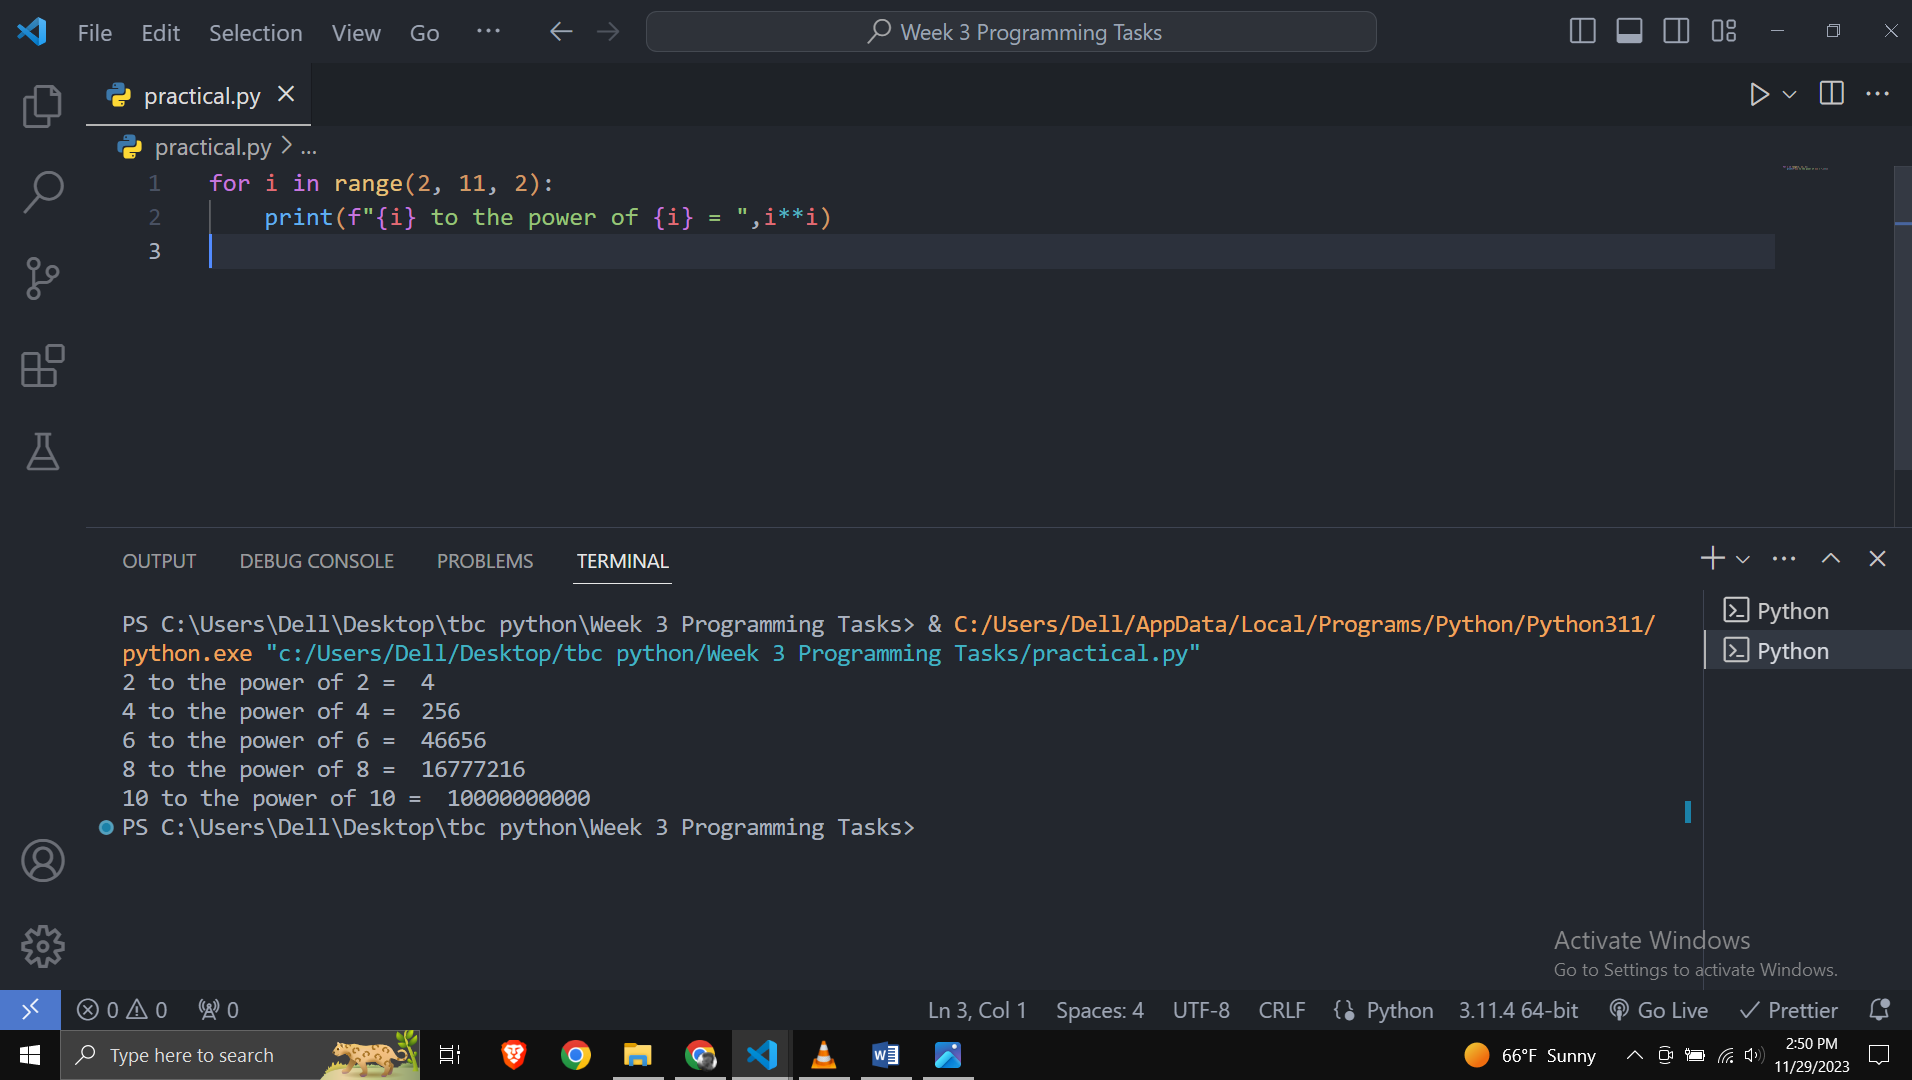 File Edit Selection View Go ... Week 3 Programming Tasks
practical.py
practical.py > ...
1 for i in range(2, 11, 2):
2     print(f"{i} to the power of {i} = ",i**i)
3
OUTPUT DEBUG CONSOLE PROBLEMS TERMINAL
PS C:\Users\Dell\Desktop\tbc python\Week 3 Programming Tasks> & C:/Users/Dell/AppData/Local/Programs/Python/Python311/
python.exe "c:/Users/Dell/Desktop/tbc python/Week 3 Programming Tasks/practical.py"
2 to the power of 2 =  4
4 to the power of 4 =  256
6 to the power of 6 =  46656
8 to the power of 8 =  16777216
10 to the power of 10 =  10000000000
PS C:\Users\Dell\Desktop\tbc python\Week 3 Programming Tasks>
Python
Python
Activate Windows
Go to Settings to activate Windows.
0 0 0 Ln 3, Col 1 Spaces: 4 UTF-8 CRLF Python 3.11.4 64-bit Go Live Prettier
Type here to search 66°F Sunny 2:50 PM
11/29/2023